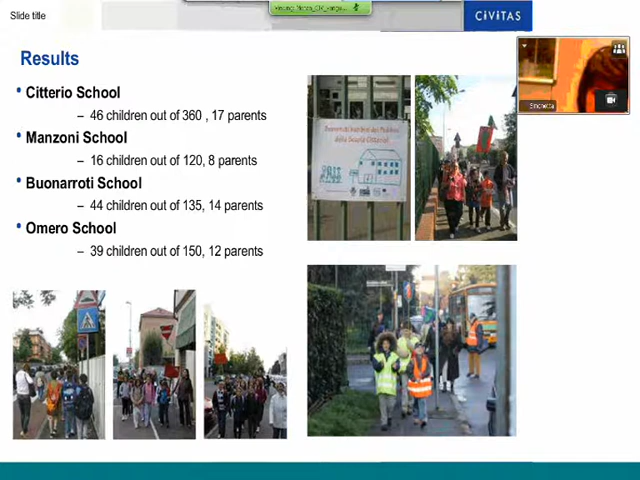 Slide title
CIVITAS
Results
• Citterio School
– 46 children out of 360 , 17 parents
• Manzoni School
– 16 children out of 120, 8 parents
• Buonarroti School
– 44 children out of 135, 14 parents
• Omero School
– 39 children out of 150, 12 parents
Simonetta